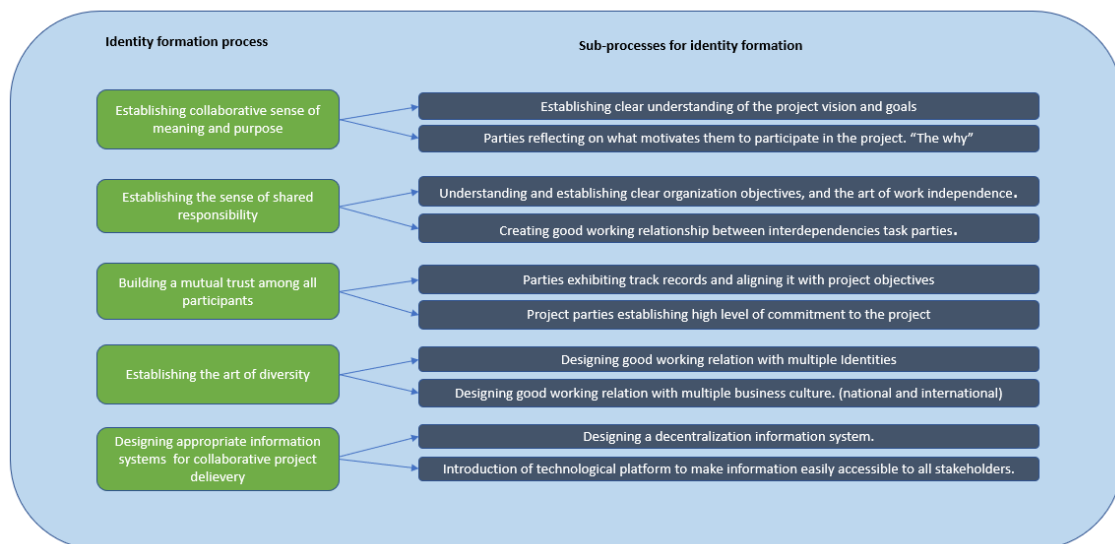 Identity formation process
Sub-processes for identity formation
Establishing collaborative sense of
meaning and purpose
Establishing clear understanding of the project vision and goals
Parties reflecting on what motivates them to participate in the project. “The why”
Establishing the sense of shared
responsibility
Understanding and establishing clear organization objectives, and the art of work independence.
Creating good working relationship between interdependencies task parties.
Building a mutual trust among all
participants
Parties exhibiting track records and aligning it with project objectives
Project parties establishing high level of commitment to the project
Establishing the art of diversity
Designing good working relation with multiple Identities
Designing good working relation with multiple business culture. (national and international)
Designing appropriate information
systems for collaborative project
delievery
Designing a decentralization information system.
Introduction of technological platform to make information easily accessible to all stakeholders.